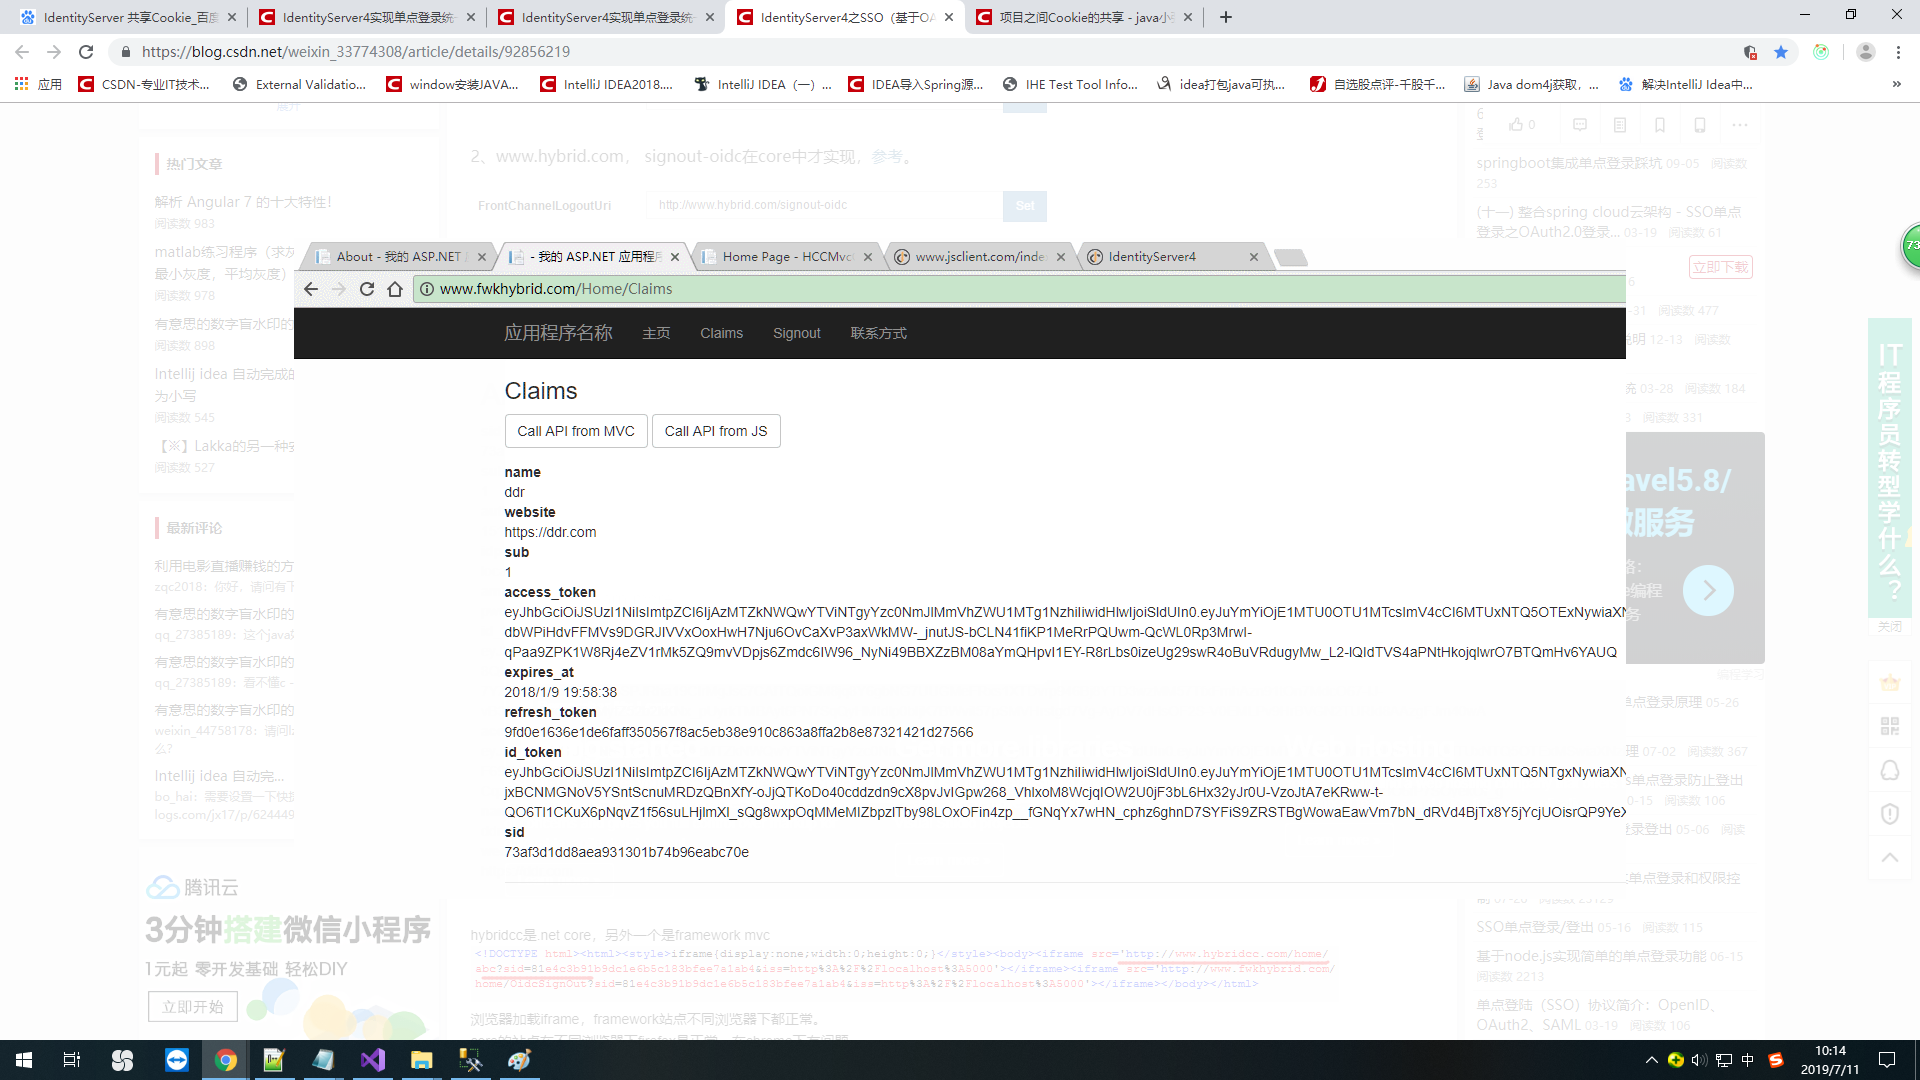 IdentityServer 共享Cookie_百度
IdentityServer4实现单点登录统一
IdentityServer4实现单点登录统一
IdentityServer4之SSO（基于OA
项目之间Cookie的共享 - java小
https://blog.csdn.net/weixin_33774308/article/details/92856219
应用
CSDN-专业IT技术...
External Validatio...
window安装JAVA...
IntelliJ IDEA2018....
IntelliJ IDEA（一）...
IDEA导入Spring源...
IHE Test Tool Info...
idea打包java可执...
自选股点评-千股千...
Java dom4j获取，...
解决IntelliJ Idea中...
热门文章
解析 Angular 7 的十大特性！
阅读数 983
matlab练习程序（求灰
最小灰度，平均灰度）
阅读数 978
有意思的数字盲水印的
阅读数 898
Intellij idea 自动完成的
为小写
阅读数 545
【※】Lakka的另一种安
阅读数 527
最新评论
利用电影直播赚钱的方
zqc2018：你好，请问有下
有意思的数字盲水印的
qq_27385189：这个java
有意思的数字盲水印的
qq_27385189：看不懂c -
有意思的数字盲水印的
weixin_44758178：请问
么?
Intellij idea 自动完...
bo_hai：需要设置一下快捷
logs.com/jx17/p/624449
腾讯云
3分钟搭建微信小程序
1元起 零开发基础 轻松DIY
立即开始
2、www.hybrid.com， signout-oidc在core中才实现，参考。
FrontChannelLogoutUri
http://www.hybrid.com/signout-oidc
Set
About - 我的 ASP.NET
- 我的 ASP.NET 应用程序
Home Page - HCCMvc
www.jsclient.com/inde
IdentityServer4
www.fwkhybrid.com/Home/Claims
应用程序名称
主页
Claims
Signout
联系方式
Claims
Call API from MVC
Call API from JS
name
ddr
website
https://ddr.com
sub
1
access_token
eyJhbGciOiJSUzI1NiIsImtpZCI6IjAzMTZkNWQwYTViNTgyYzc0NmJlMmVhZWU1MTg1NzhiIiwidHlwIjoiSldUIn0.eyJuYmYiOjE1MTU0OTU1MTcsImV4cCI6MTUxNTQ5OTExNywiaXN
dbWPiHdvFFMVs9DGRJIVVxOoxHwH7Nju6OvCaXvP3axWkMW-_jnutJS-bCLN41fiKP1MeRrPQUwm-QcWL0Rp3MrwI-
qPaa9ZPK1W8Rj4eZV1rMk5ZQ9mvVDpjs6Zmdc6IW96_NyNi49BBXZzBM08aYmQHpvI1EY-R8rLbs0izeUg29swR4oBuVRdugyMw_L2-IQIdTVS4aPNtHkojqlwrO7BTQmHv6YAUQ
expires_at
2018/1/9 19:58:38
refresh_token
9fd0e1636e1de6faff350567f8ac5eb38e910c863a8ffa2b8e87321421d27566
id_token
eyJhbGciOiJSUzI1NiIsImtpZCI6IjAzMTZkNWQwYTViNTgyYzc0NmJlMmVhZWU1MTg1NzhiIiwidHlwIjoiSldUIn0.eyJuYmYiOjE1MTU0OTU1MTcsImV4cCI6MTUxNTQ5NTgxNywiaXN
jxBCNMGNoV5YSntScnuMRDzQBnXfY-oJjQTKoDo40cddzdn9cX8pvJvIGpw268_VhlxoM8WcjqIOW2U0jF3bL6Hx32yJr0U-VzoJtA7eKRww-t-
QO6TI1CKuX6pNqvZ1f56suLHjlmXI_sQg8wxpOqMMeMIZbpzlTby98LOxOFin4zp__fGNqYx7wHN_cphz6ghnD7SYFiS9ZRSTBgWowaEawVm7bN_dRVd4BjTx8Y5jYcjUOisrQP9YeX
sid
73af3d1dd8aea931301b74b96eabc70e
hybridcc是.net core，另外一个是framework mvc
<!DOCTYPE html><html><style>iframe{display:none;width:0;height:0;}</style><body><iframe src='http://www.hybridcc.com/home/
abc?sid=81e4c3b91b9dc1e6b5c183bfee7a1ab4&iss=http%3A%2F%2Flocalhost%3A5000'></iframe><iframe src='http://www.fwkhybrid.com/
home/OidcSignOut?sid=81e4c3b91b9dc1e6b5c183bfee7a1ab4&iss=http%3A%2F%2Flocalhost%3A5000'></iframe></body></html>
浏览器加载iframe，framework站点不同浏览器下都正常。
0
springboot集成单点登录踩坑 09-05 阅读数
253
(十一) 整合spring cloud云架构 - SSO单点
登录之OAuth2.0登录... 03-19 阅读数 61
立即下载
-31 阅读数 477
说明 12-13 阅读数
统 03-28 阅读数 184
3 阅读数 331
avel5.8/
微服务
编程学习
单点登录原理 05-26
理 07-02 阅读数 367
s单点登录防止登出
0-15 阅读数 106
登录登出 05-06 阅读
单点登录和权限控
制 07-26 阅读数 23129
SSO单点登录/登出 05-16 阅读数 115
基于node.js实现简单的单点登录功能 06-15
阅读数 2213
单点登陆（SSO）协议简介：OpenID、
OAuth2、SAML 03-19 阅读数 106
73
IT程序员转型学什么？
关闭
中
10:14
2019/7/11